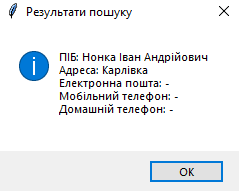 Результати пошуку
ПІБ: Нонка Іван Андрійович
Адреса: Карлівка
Електронна пошта: -
Мобільний телефон: -
Домашній телефон: -
OK